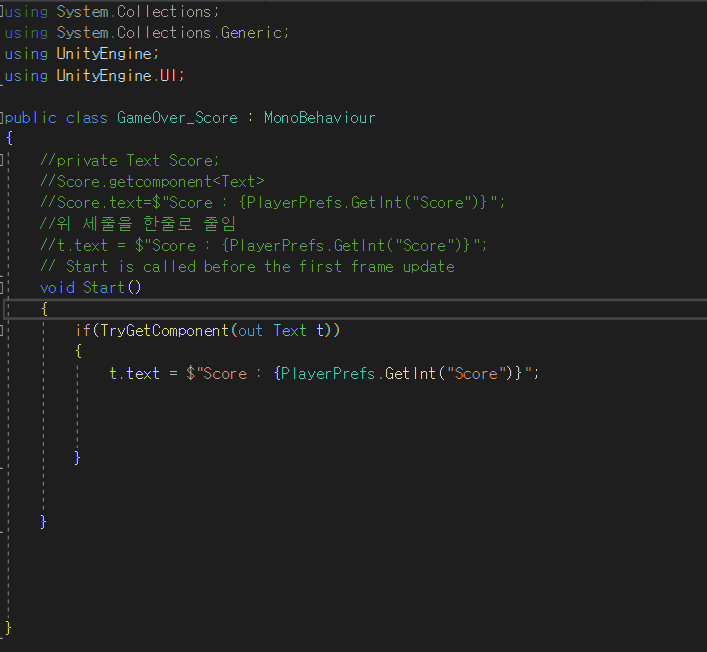 using System.Collections;
using System.Collections.Generic;
using UnityEngine;
using UnityEngine.UI;
public class GameOver_Score : MonoBehaviour
{
//private Text Score;
//Score.getcomponent<Text>
//Score.text=$"Score : {PlayerPrefs.GetInt("Score")}";
//위 세줄을 한줄로 줄임
//t.text = $"Score : {PlayerPrefs.GetInt("Score")}";
// Start is called before the first frame update
void Start()
{
if(TryGetComponent(out Text t))
{
t.text = $"Score : {PlayerPrefs.GetInt("Score")}";
}
}
}